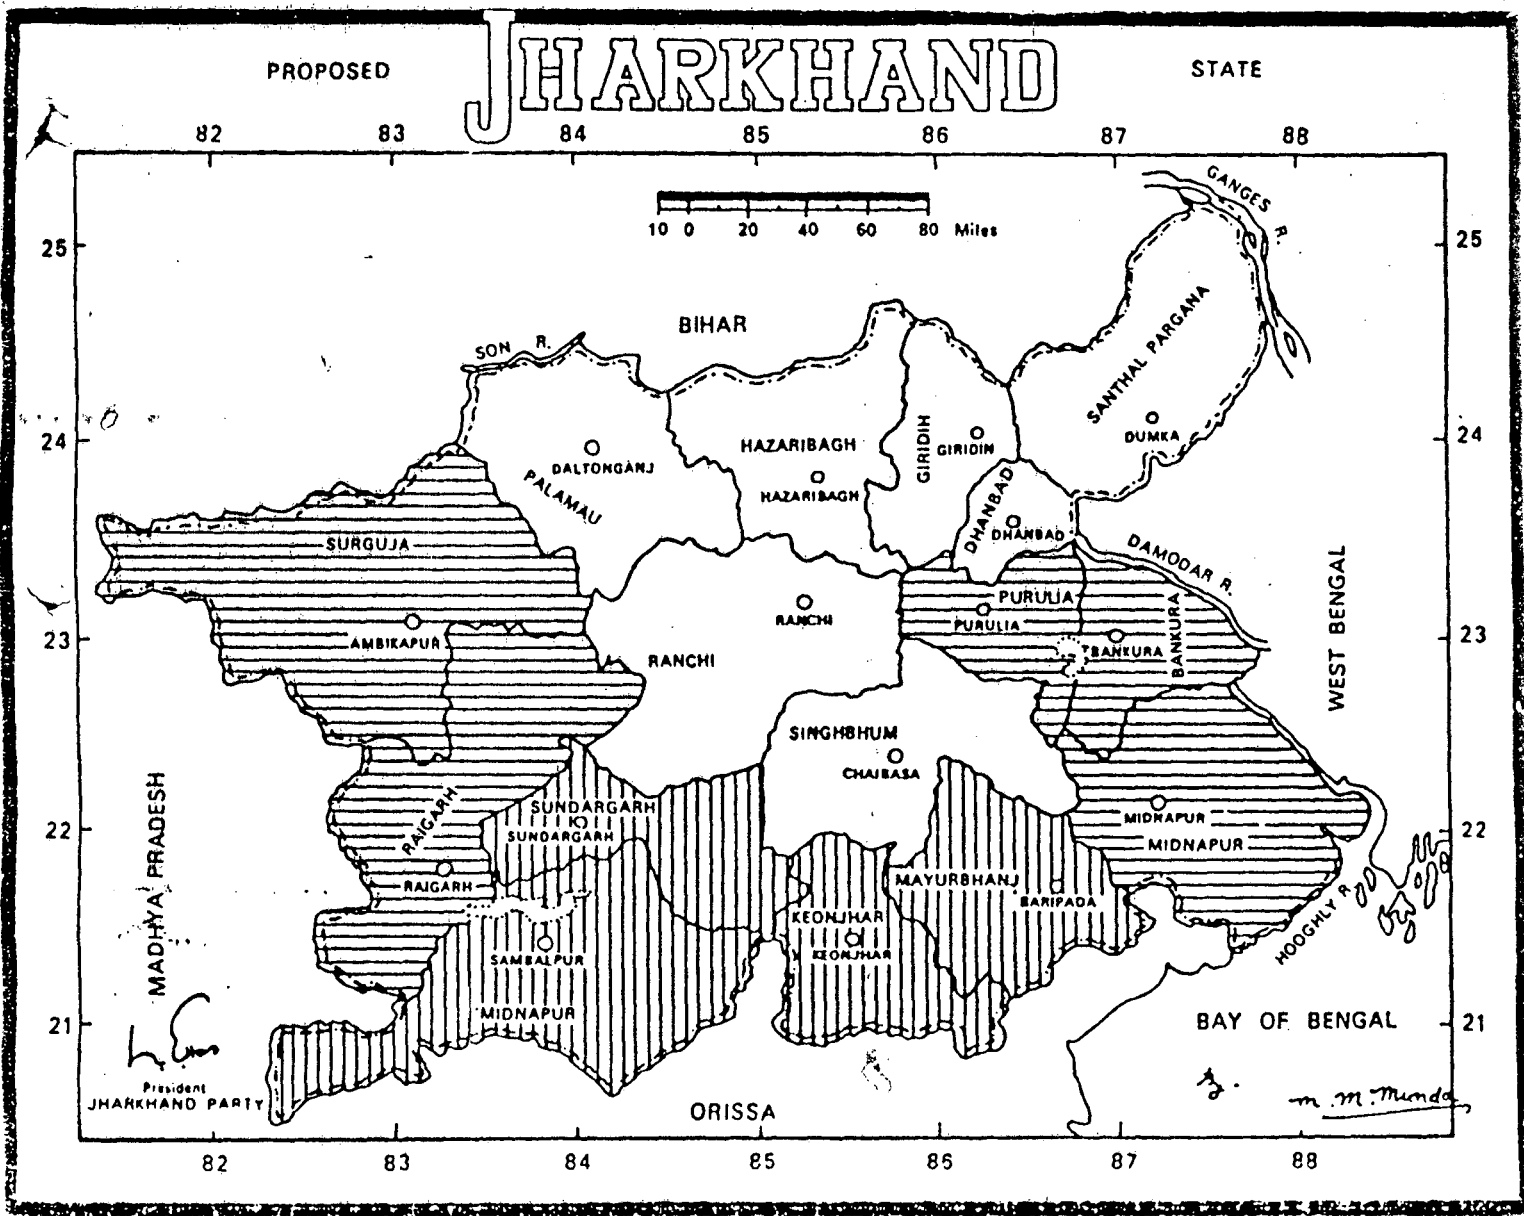 PROPOSED JHARKHAND STATE
82 83 84 85 86 87 88
10 0 20 40 60 80 Miles
GANGES R.
25 25
BIHAR
SON R.
SANTHAL PARGANA
DUMKA
24 24
HAZARIBAGH
HAZARIBAGH
GIRIDIH
GIRIDIN
DALTONGANJ
PALAMAU
DHANBAD
DHANBAD
DAMODAR R.
SURGUJA
AMBIKAPUR
RANCHI
RANCHI
PURULIA
PURULIA
BANKURA
BANKURA
WEST BENGAL
23 23
SINGHBHUM
CHAIBASA
MADHYA PRADESH
RAIGARH
RAIGARH
SUNDARGARH
SUNDARGARH
MIDNAPUR
MIDNAPUR
22 22
MAYURBHANJ
BARIPADA
KEONJHAR
KEONJHAR
SAMBALPUR
MIDNAPUR
HOOGHLY R
21 21
BAY OF BENGAL
President
JHARKHAND PARTY
ORISSA
M. M. Munda
82 83 84 85 86 87 88